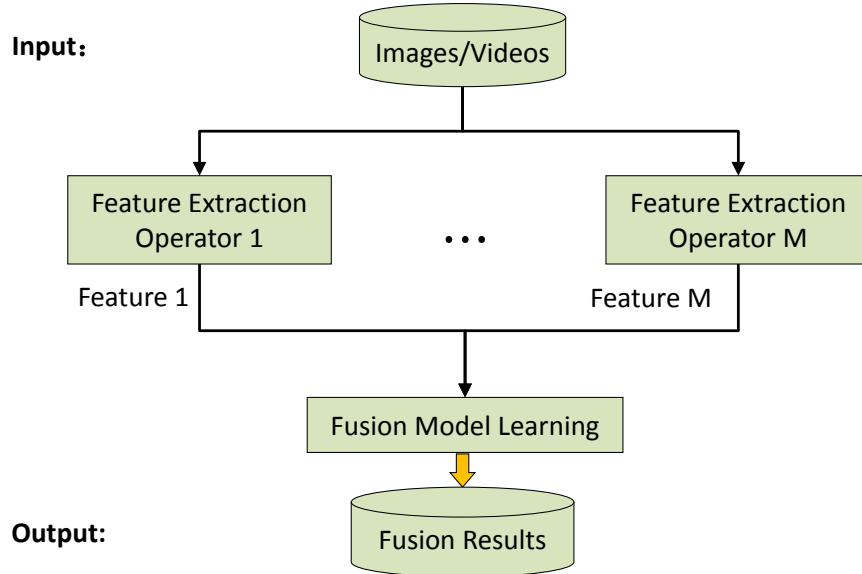 Input：
Images/Videos
Feature Extraction
Operator 1
...
Feature Extraction
Operator M
Feature 1
Feature M
Fusion Model Learning
Output:
Fusion Results